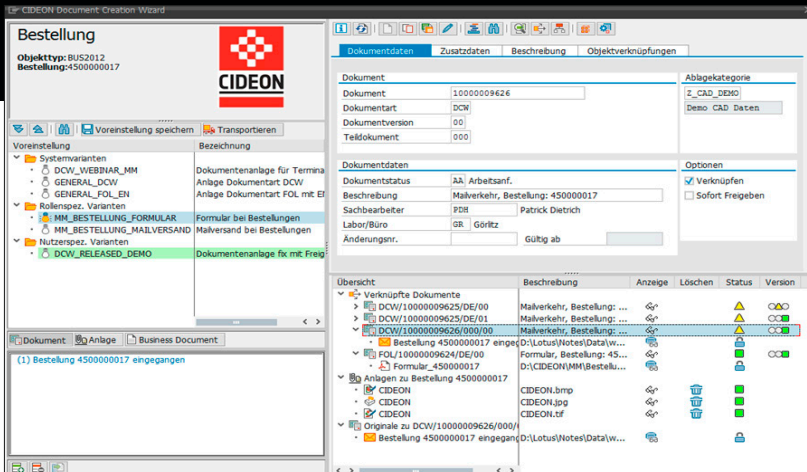 CIDEON Document Creation Wizard
Bestellung
Objekttyp: BUS2012
Bestellung: 4500000017
CIDEON
Voreinstellung speichern Transportieren
Voreinstellung Bezeichnung
Systemvarianten
DCW_WEBINAR_MM Dokumentenanlage für Termina
GENERAL_DCW Anlage Dokumentart DCW
GENERAL_FOL_EN Anlage Dokumentart FOL mit E
Rollenspez. Varianten
MM_BESTELLUNG_FORMULAR Formular bei Bestellungen
MM_BESTELLUNG_MAILVERSAND Mailversand bei Bestellungen
Nutzerspez. Varianten
DCW_RELEASED_DEMO Dokumentenanlage fix mit Freig
Dokument Anlage Business Document
(1) Bestellung 4500000017 eingegangen
Dokumentdaten Zusatzdaten Beschreibung Objektverknüpfungen
Dokument
Dokument 10000009626
Dokumentart DCW
Dokumentversion 00
Teildokument 000
Ablagekategorie
Z_CAD_DEMO
Demo CAD Daten
Dokumentdaten
Dokumentstatus AA Arbeitsanf.
Beschreibung Mailverkehr, Bestellung: 450000017
Sachbearbeiter PDH Patrick Dietrich
Labor/Büro GR Görlitz
Änderungsnr. Gültig ab
Optionen
Verknüpfen
Sofort Freigeben
Übersicht Beschreibung Anzeige Löschen Status Version
Verknüpfte Dokumente
DCW/10000009625/DE/00 Mailverkehr, Bestellung: ...
DCW/10000009625/DE/01 Mailverkehr, Bestellung: ...
DCW/10000009626/000/00 Mailverkehr, Bestellung: ...
Bestellung 4500000017 eingeg D:\Lotus\Notes\Data\w...
FOL/10000009624/DE/00 Formular, Bestellung: 45...
Formular_45000017 D:\CIDEON\MM\Bestellu...
Anlagen zu Bestellung 4500000017
CIDEON CIDEON.bmp
CIDEON CIDEON.jpg
CIDEON CIDEON.tif
Originale zu DCW/10000009626/000/
Bestellung 4500000017 eingegang D:\Lotus\Notes\Data\w...